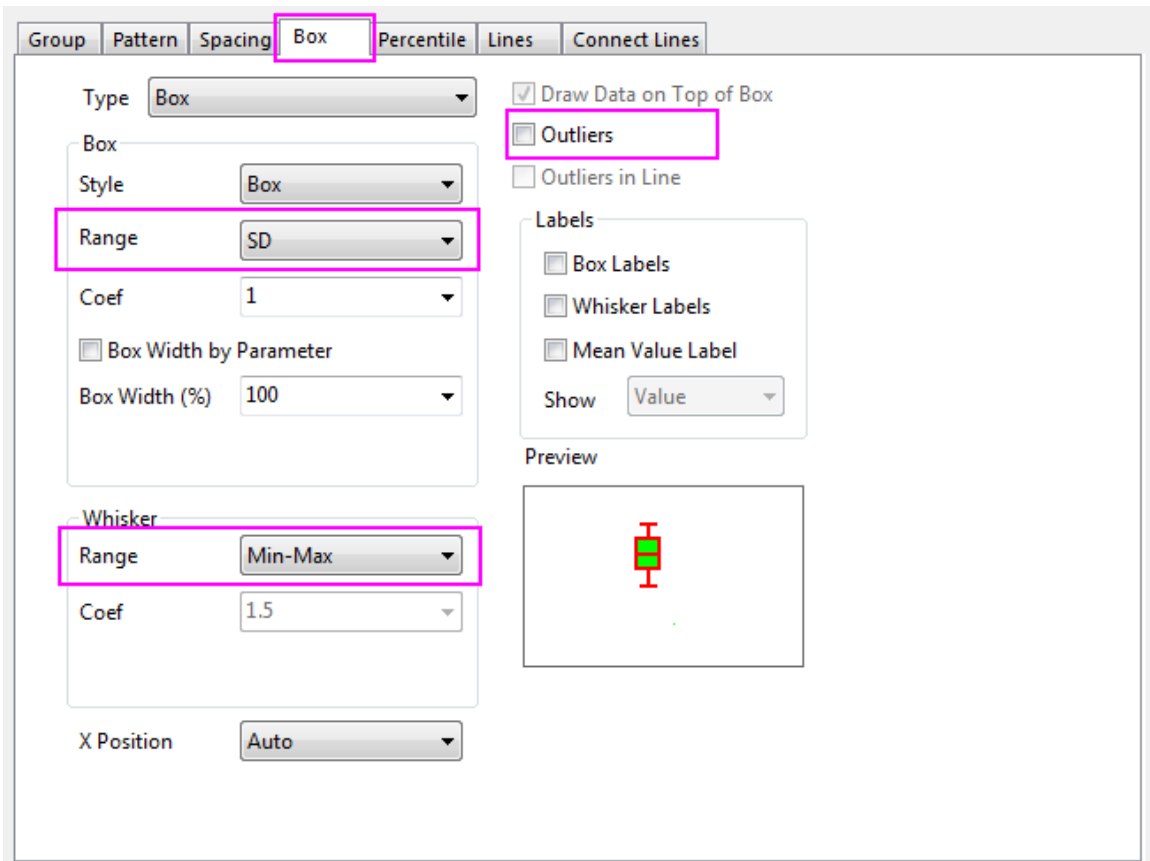 Group Pattern Spacing Box Percentile Lines Connect Lines
Type Box
Box
Style Box
Range SD
Coef 1
Box Width by Parameter
Box Width (%) 100
Whisker
Range Min-Max
Coef 1.5
X Position Auto
Draw Data on Top of Box
Outliers
Outliers in Line
Labels
Box Labels
Whisker Labels
Mean Value Label
Show Value
Preview